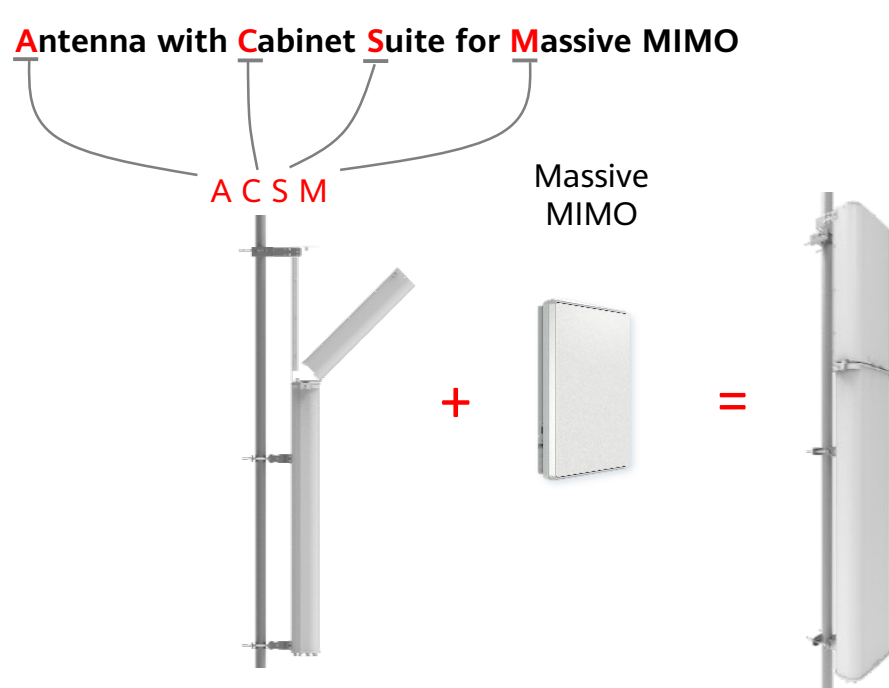 Antenna with Cabinet Suite for Massive MIMO
A C S M
Massive
MIMO
+
=